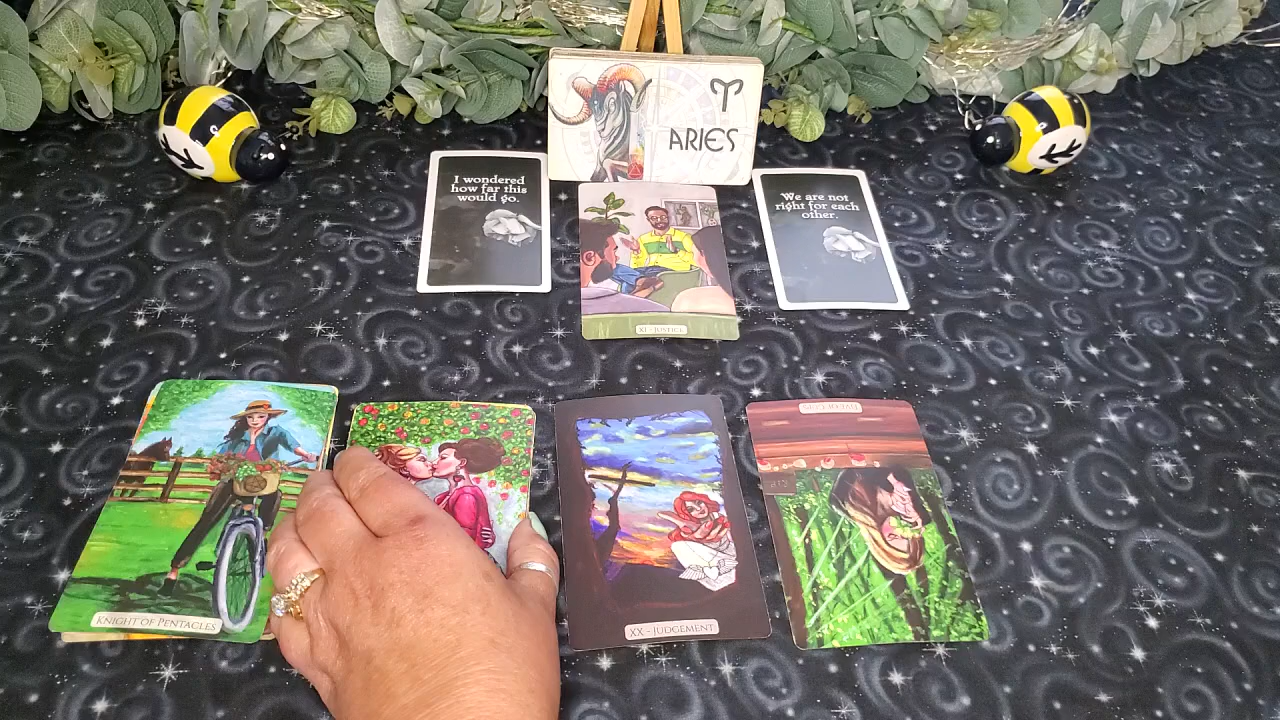 ARIES
I wondered
how far this
would go.
We are not
right for each
other.
XI - JUSTICE
KNIGHT OF PENTACLES
XX - JUDGEMENT